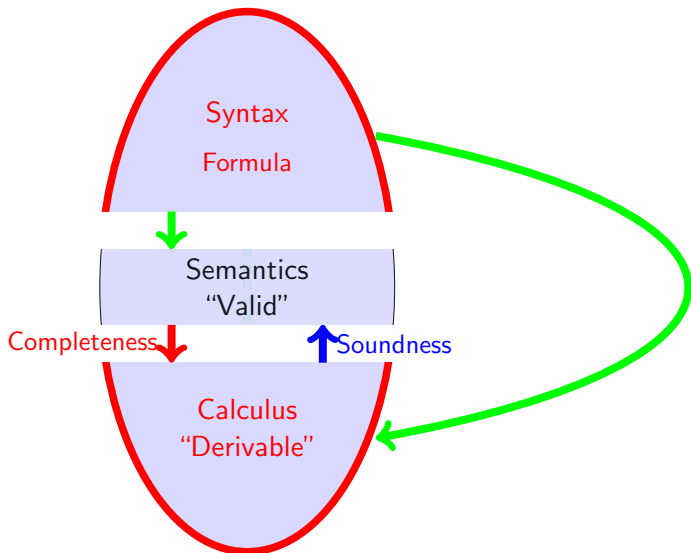 Syntax
Formula
Semantics
“Valid”
Completeness
Soundness
Calculus
“Derivable”